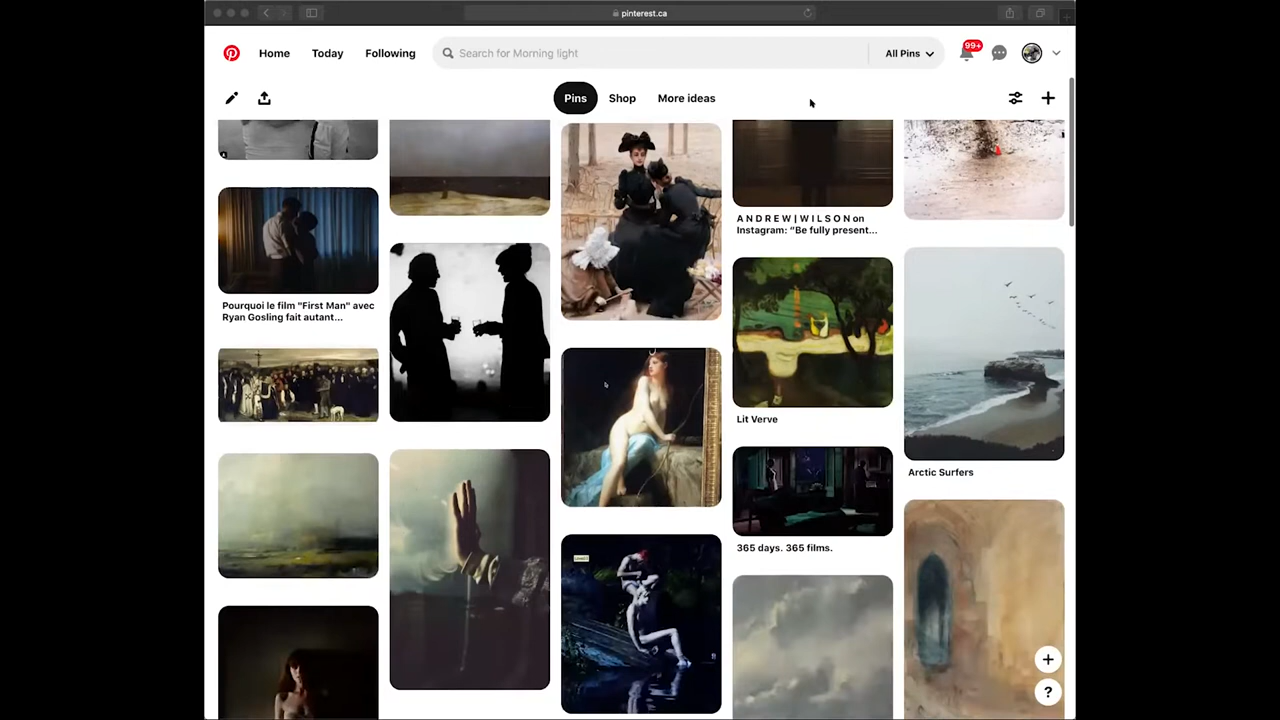 pinterest.ca
Home
Today
Following
Search for Morning light
All Pins
99+
Pins
Shop
More ideas
A N D R E W | W I L S O N on
Instagram: “Be fully present...
Pourquoi le film "First Man" avec
Ryan Gosling fait autant...
Lit Verve
Arctic Surfers
365 days. 365 films.
?